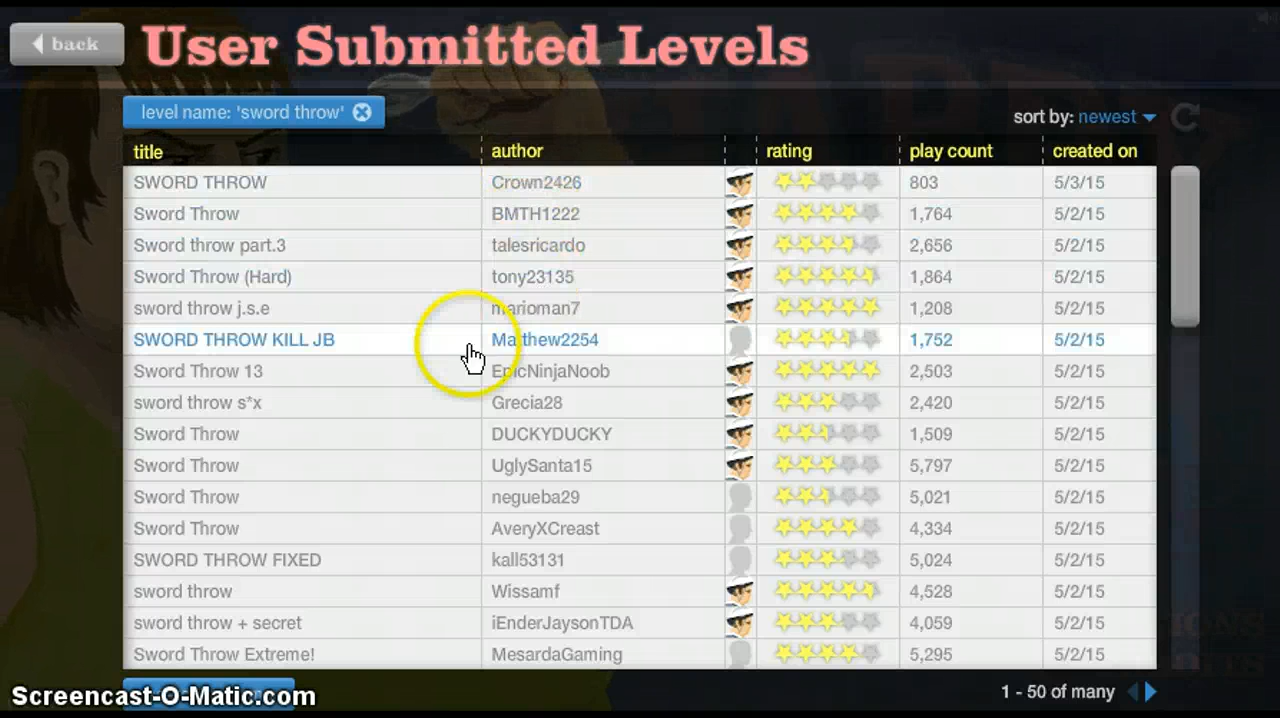 back
User Submitted Levels
level name: 'sword throw'
sort by: newest
title author rating play count created on
SWORD THROW Crown2426 803 5/3/15
Sword Throw BMTH1222 1,764 5/2/15
Sword throw part.3 talesricardo 2,656 5/2/15
Sword Throw (Hard) tony23135 1,864 5/2/15
sword throw j.s.e marioman7 1,208 5/2/15
SWORD THROW KILL JB Matthew2254 1,752 5/2/15
Sword Throw 13 EpicNinjaNoob 2,503 5/2/15
sword throw s*x Grecia28 2,420 5/2/15
Sword Throw DUCKYDUCKY 1,509 5/2/15
Sword Throw UglySanta15 5,797 5/2/15
Sword Throw negueba29 5,021 5/2/15
Sword Throw AveryXCreast 4,334 5/2/15
SWORD THROW FIXED kall53131 5,024 5/2/15
sword throw Wissamf 4,528 5/2/15
sword throw + secret iEnderJaysonTDA 4,059 5/2/15
Sword Throw Extreme! MesardaGaming 5,295 5/2/15
Screencast-O-Matic.com
1 - 50 of many